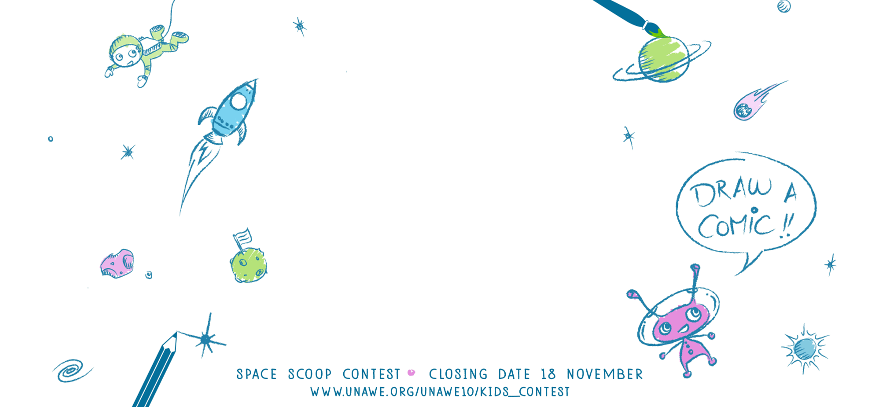 DRAW A
COMIC!!
SPACE SCOOP CONTEST CLOSING DATE 18 NOVEMBER
WWW.UNAWE.ORG/UNAWE10/KIDS_CONTEST